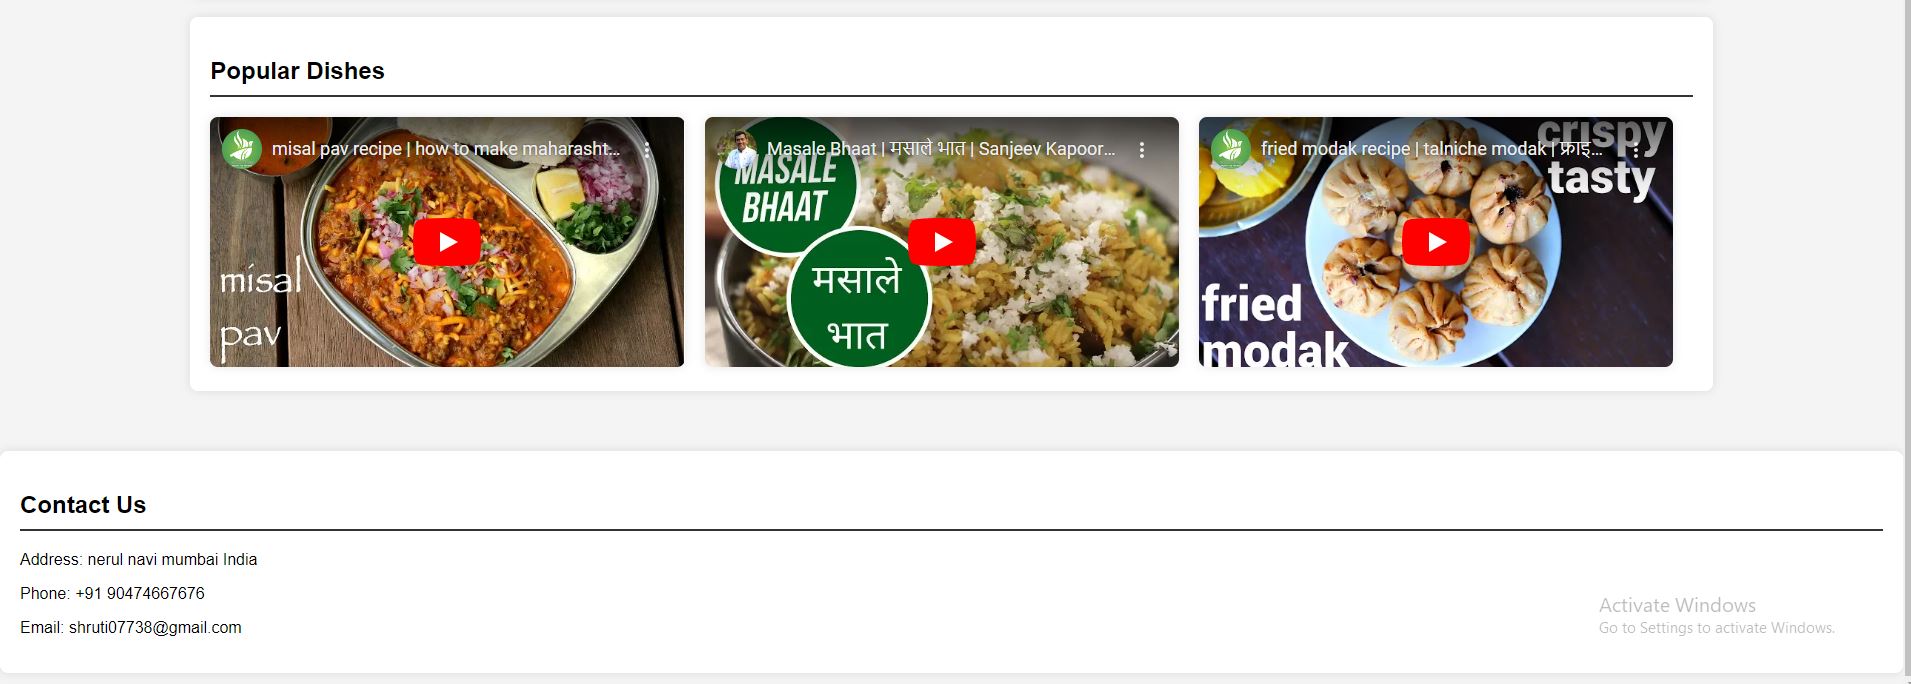 Popular Dishes
misal pav recipe | how to make maharasht...
misal
pav
Masale Bhaat | मसाले भात | Sanjeev Kapoor...
MASALE
BHAAT
मसाले
भात
fried modak recipe | talniche modak | फ्राइ...
crispy
tasty
fried
modak
Contact Us
Address: nerul navi mumbai India
Phone: +91 90474667676
Email: shruti07738@gmail.com
Activate Windows
Go to Settings to activate Windows.